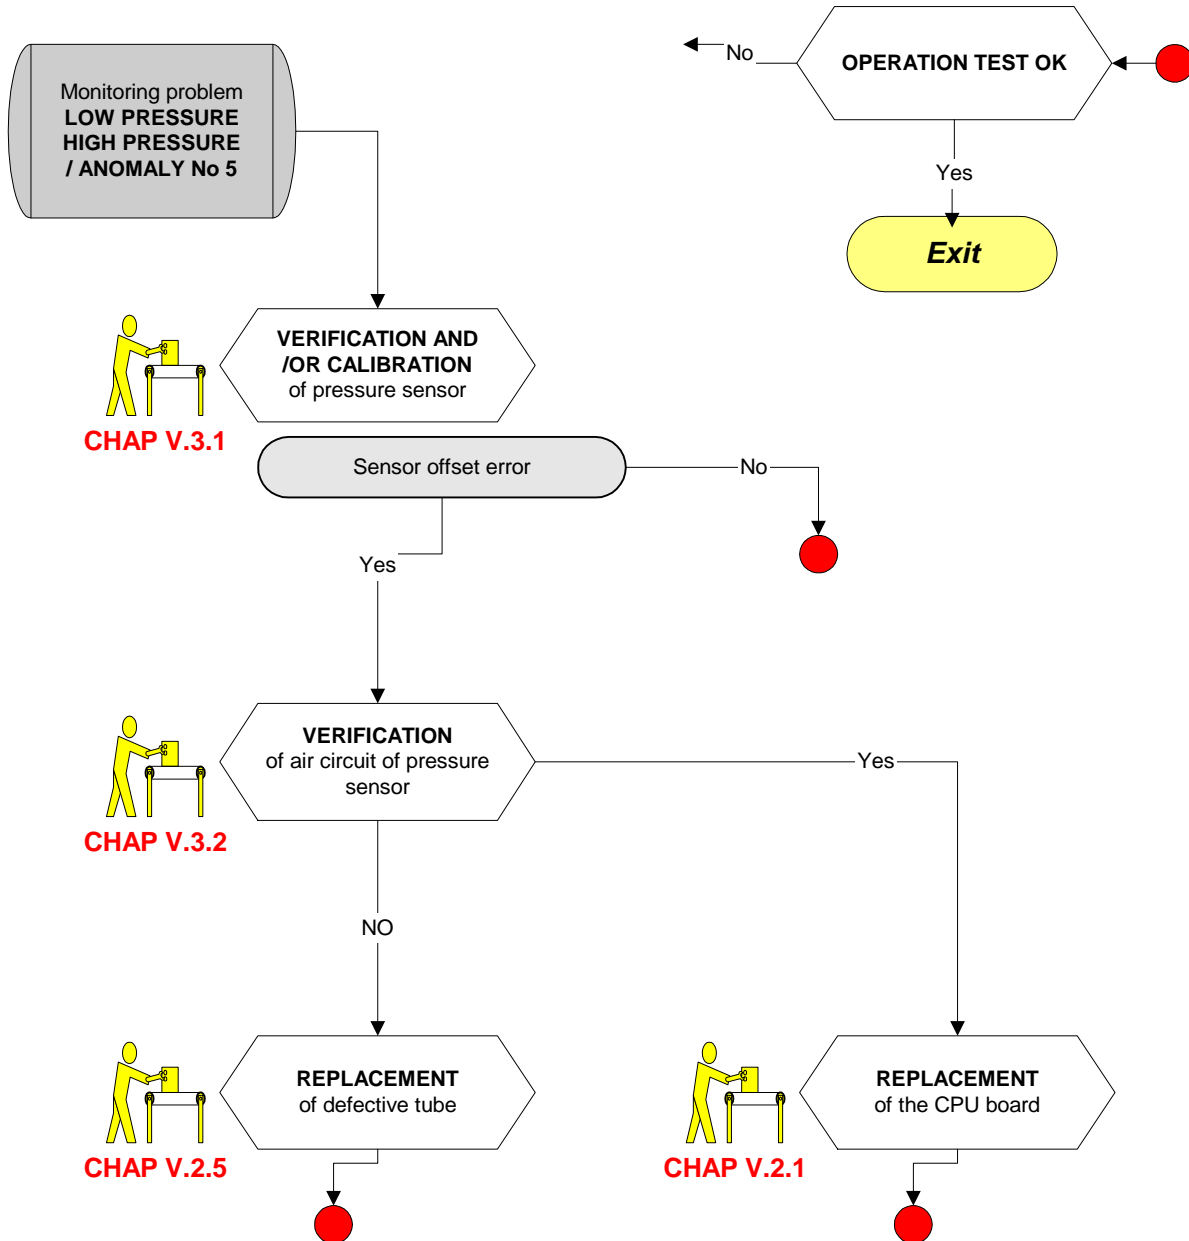 Monitoring problem
LOW PRESSURE
HIGH PRESSURE
/ ANOMALY No 5
No
OPERATION TEST OK
Yes
Exit
VERIFICATION AND
/OR CALIBRATION
of pressure sensor
CHAP V.3.1
Sensor offset error
No
Yes
VERIFICATION
of air circuit of pressure
sensor
Yes
CHAP V.3.2
NO
REPLACEMENT
of defective tube
CHAP V.2.5
REPLACEMENT
of the CPU board
CHAP V.2.1